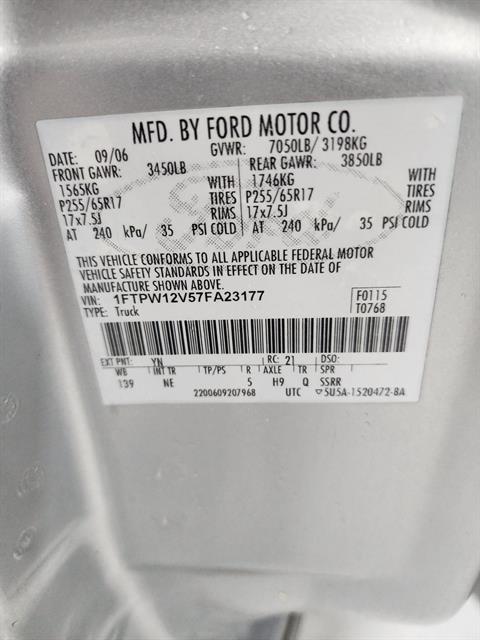 MFD. BY FORD MOTOR CO.
DATE: 09/06 GVWR: 7050LB/ 3198KG
FRONT GAWR: 3450LB REAR GAWR: 3850LB
1565KG WITH 1746KG WITH
P255/65R17 TIRES P255/65R17 TIRES
17x7.5J RIMS 17x7.5J RIMS
AT 240 kPa/ 35 PSI COLD AT 240 kPa/ 35 PSI COLD
THIS VEHICLE CONFORMS TO ALL APPLICABLE FEDERAL MOTOR
VEHICLE SAFETY STANDARDS IN EFFECT ON THE DATE OF
MANUFACTURE SHOWN ABOVE.
VIN: 1FTPW12V57FA23177 F0115
TYPE: Truck T0768
EXT PNT: YN RC: 21 DSO:
WB INT TR TP/PS R AXLE TR SPR
139 NE 5 H9 Q SSRR
2200609207968 UTC ▽5U5A-1520472-BA